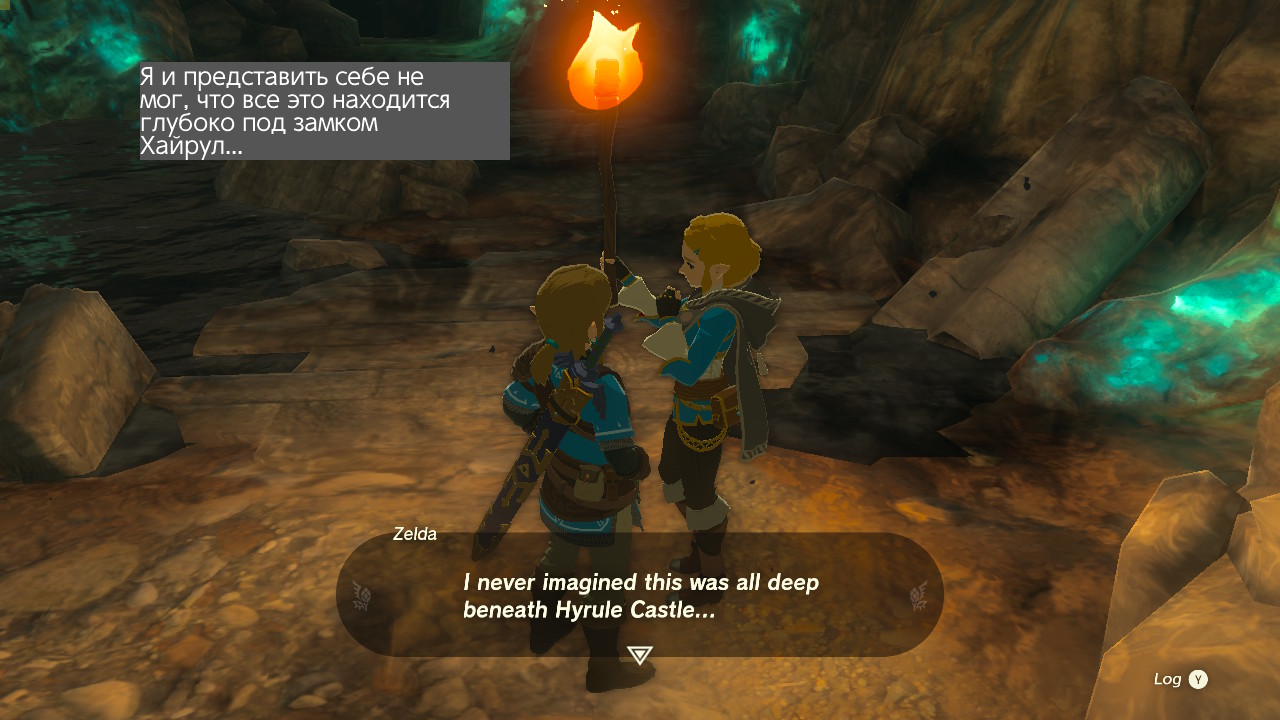 Я и представить себе не
мог, что все это находится
глубоко под замком
Хайрул...
Zelda
I never imagined this was all deep
beneath Hyrule Castle...
Log Y